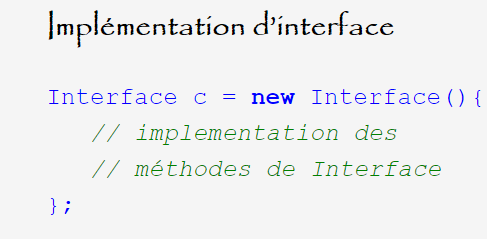 Implémentation d’interface
Interface c = new Interface(){
// implementation des
// méthodes de Interface
};